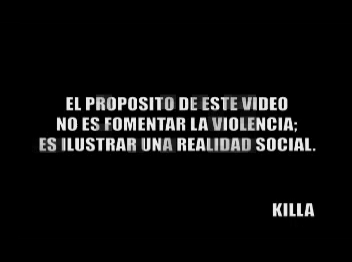 EL PROPOSITO DE ESTE VIDEO
NO ES FOMENTAR LA VIOLENCIA;
ES ILUSTRAR UNA REALIDAD SOCIAL.
KILLA